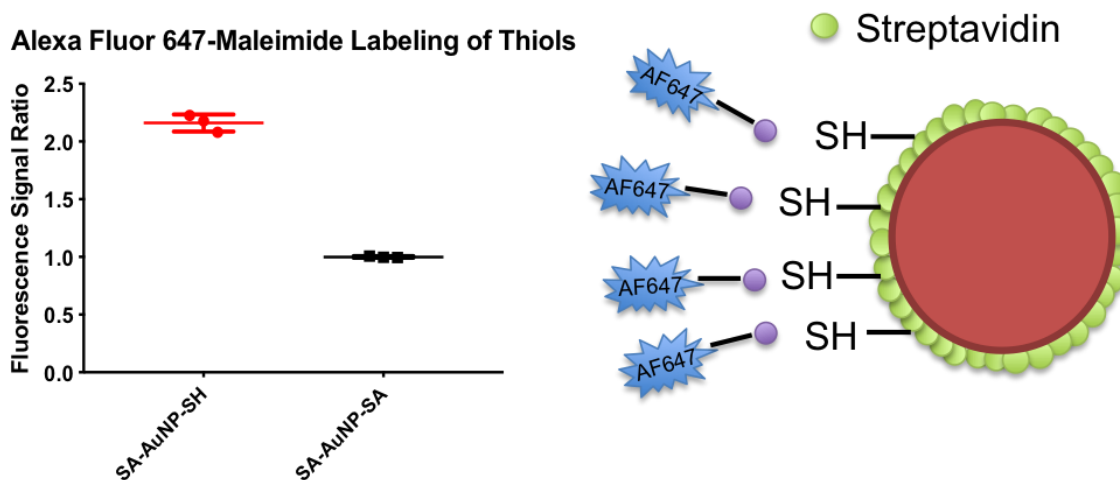 Alexa Fluor 647-Maleimide Labeling of Thiols
Fluorescence Signal Ratio
2.5
2.0
1.5
1.0
0.5
0.0
SA-AuNP-SH
SA-AuNP-SA
Streptavidin
AF647
SH
AF647
SH
AF647
SH
AF647
SH